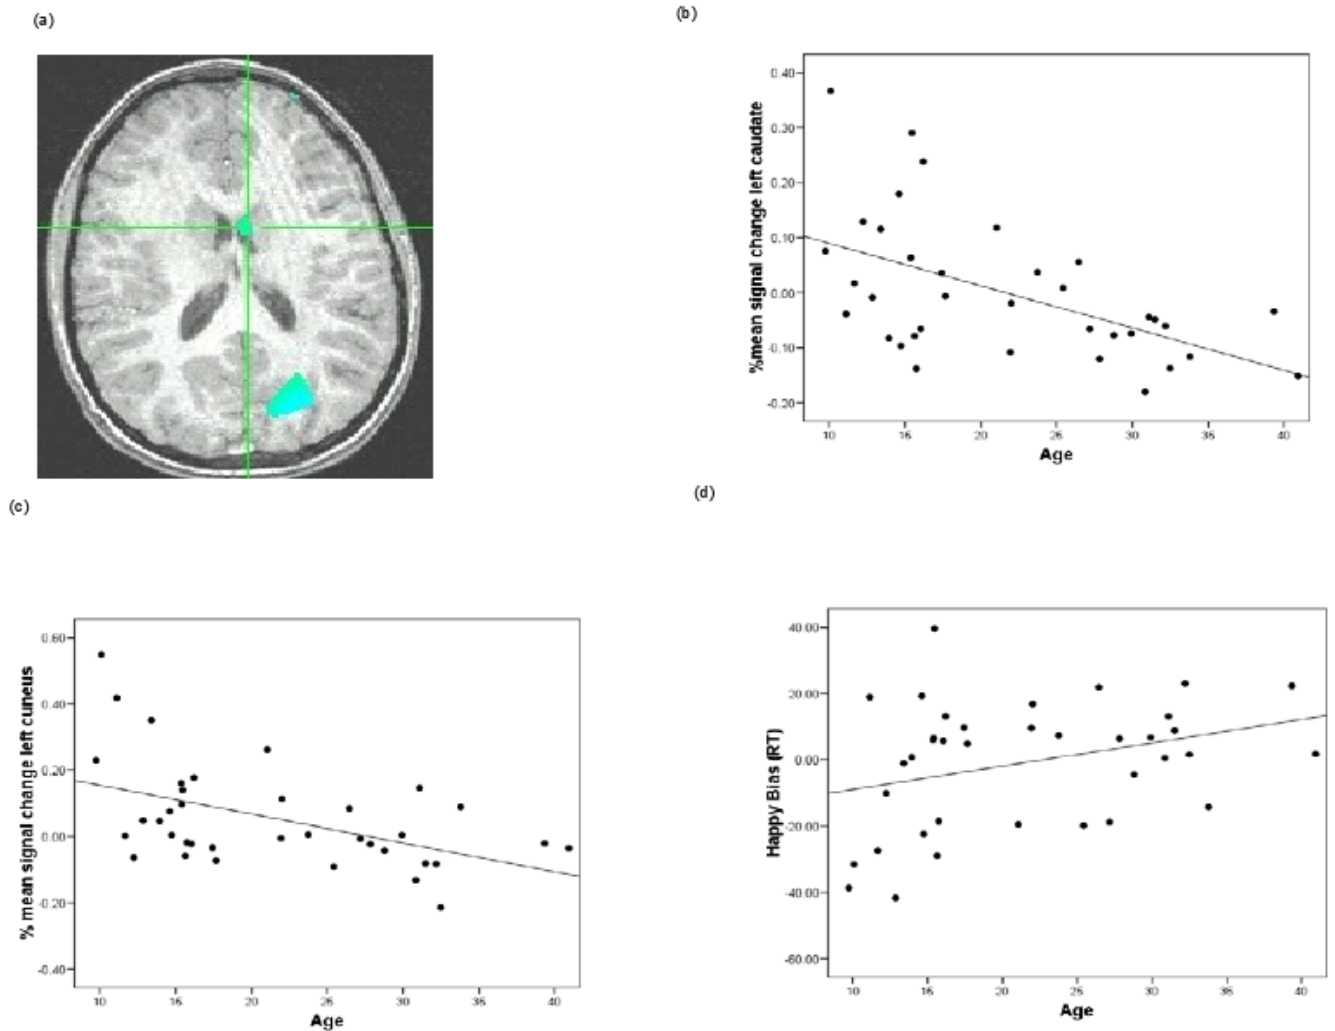 (a)
(b)
0.40
0.30
0.20
0.10
0.00
-0.10
-0.20
%mean signal change left caudate
10 16 20 26 30 36 40
Age
(c)
0.60
0.40
0.20
0.00
-0.20
-0.40
% mean signal change left cuneus
10 16 20 26 30 36 40
Age
(d)
40.00
20.00
0.00
-20.00
-40.00
-60.00
Happy Bias (RT)
10 16 20 26 30 36 40
Age